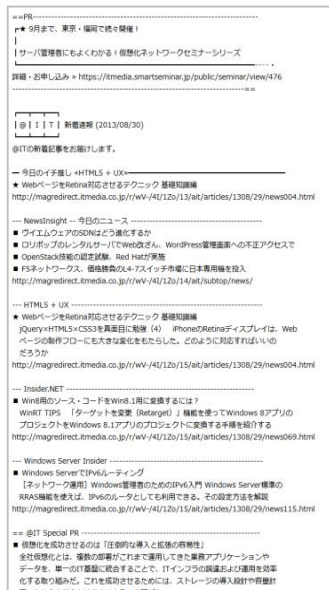 ==PR------------------------------------------------------------
┏★ 9月まで、東京・福岡で続々開催！
┃
┃サーバ管理者にもよくわかる！仮想化ネットワークセミナーシリーズ
┗━━━━━━━━━━━━━━━━━━━━━━━━━━━━━━━…‥・
詳細・お申し込み » https://itmedia.smartseminar.jp/public/seminar/view/476
------------------------------------------------------------==
│@│I│T│ 新着速報 (2013/08/30)
@ITの新着記事をお届けします。
━ 今日のイチ推し «HTML5 + UX»━━━━━━━━━━━━━━━━━━━
★ WebページをRetina対応させるテクニック 基礎知識編
http://magredirect.itmedia.co.jp/r/wV-/4I/1Zo/13/ait/articles/1308/29/news004.html
--- NewsInsight -- 今日のニュース ------------------------------------
■ ヴイエムウェアのSDNはどう進化するか
■ ロリポップのレンタルサーバでWeb改ざん、WordPress管理画面への不正アクセスで
■ OpenStack技能の認定試験、Red Hatが実施
■ F5ネットワークス、価格勝負のL4-7スイッチ市場に日本専用機を投入
http://magredirect.itmedia.co.jp/r/wV-/4I/1Zo/14/ait/subtop/news/
--- HTML5 + UX --------------------------------------------------
★ WebページをRetina対応させるテクニック 基礎知識編
jQuery×HTML5×CSS3を真面目に勉強（4） iPhoneのRetinaディスプレイは、Web
ページの制作フローにも大きな変化をもたらした。どのように対応すればいいの
だろうか
http://magredirect.itmedia.co.jp/r/wV-/4I/1Zo/15/ait/articles/1308/29/news004.html
--- Insider.NET --------------------------------------------------
■ Win8用のソース・コードをWin8.1用に変換するには？
WinRT TIPS 「ターゲットを変更（Retarget）」機能を使ってWindows 8アプリの
プロジェクトをWindows 8.1アプリのプロジェクトに変換する手順を紹介する
http://magredirect.itmedia.co.jp/r/wV-/4I/1Zo/15/ait/articles/1308/29/news069.html
--- Windows Server Insider ----------------------------------------
■ Windows ServerでIPv6ルーティング
［ネットワーク運用］Windows管理者のためのIPv6入門 Windows Server標準の
RRAS機能を使えば、IPv6のルータとしても利用できる。その設定方法を解説
http://magredirect.itmedia.co.jp/r/wV-/4I/1Zo/15/ait/articles/1308/29/news115.html
== @IT Special PR ------------------------------------------------
■ 仮想化を成功させるのは「圧倒的な導入と拡張の容易性」
全社仮想化とは、複数の部署がこれまで運用してきた業務アプリケーションや
データを、単一のIT基盤に統合することで、ITインフラの調達および運用を効率
化する取り組みだ。これを成功させるためには、ストレージの導入設計や容量計